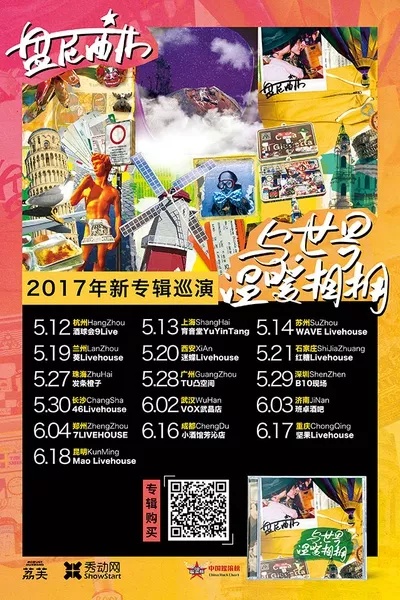 盘尼西林
与世界
温暖相拥
2017年新专辑巡演
5.12 杭州HangZhou
酒球会9Live
5.13 上海ShangHai
育音堂YuYinTang
5.14 苏州SuZhou
WAVE Livehouse
5.19 兰州LanZhou
葵Livehouse
5.20 西安XiAn
迷蝶Livehouse
5.21 石家庄ShiJiaZhuang
红糖Livehouse
5.27 珠海ZhuHai
发条橙子
5.28 广州GuangZhou
TU凸空间
5.29 深圳ShenZhen
B10现场
5.30 长沙ChangSha
46Livehouse
6.02 武汉WuHan
VOX武昌店
6.03 济南JiNan
班卓酒吧
6.04 郑州ZhengZhou
7LIVEHOUSE
6.16 成都ChengDu
小酒馆芳沁店
6.17 重庆ChongQing
坚果Livehouse
6.18 昆明KunMing
Mao Livehouse
专辑购买
盘尼西林
与世界
温暖相拥
秀动网
ShowStart
中国摇滚榜
China Rock Chart